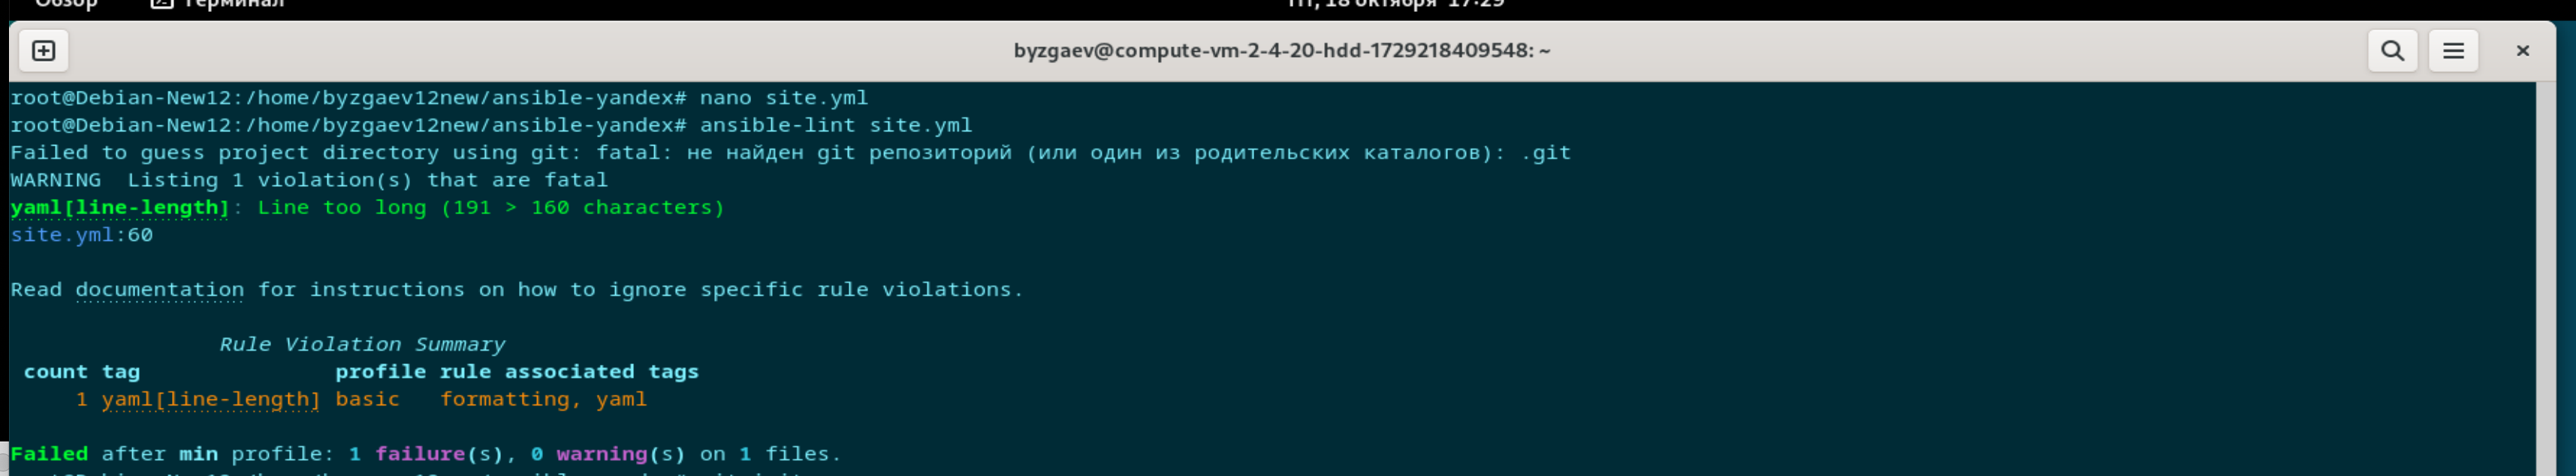 Обзор Терминал Пт, 18 октября 17:29
byzgaev@compute-vm-2-4-20-hdd-1729218409548: ~
root@Debian-New12:/home/byzgaev12new/ansible-yandex# nano site.yml
root@Debian-New12:/home/byzgaev12new/ansible-yandex# ansible-lint site.yml
Failed to guess project directory using git: fatal: не найден git репозиторий (или один из родительских каталогов): .git
WARNING  Listing 1 violation(s) that are fatal
yaml[line-length]: Line too long (191 > 160 characters)
site.yml:60
Read documentation for instructions on how to ignore specific rule violations.
Rule Violation Summary
count tag profile rule associated tags
1 yaml[line-length] basic formatting, yaml
Failed after min profile: 1 failure(s), 0 warning(s) on 1 files.